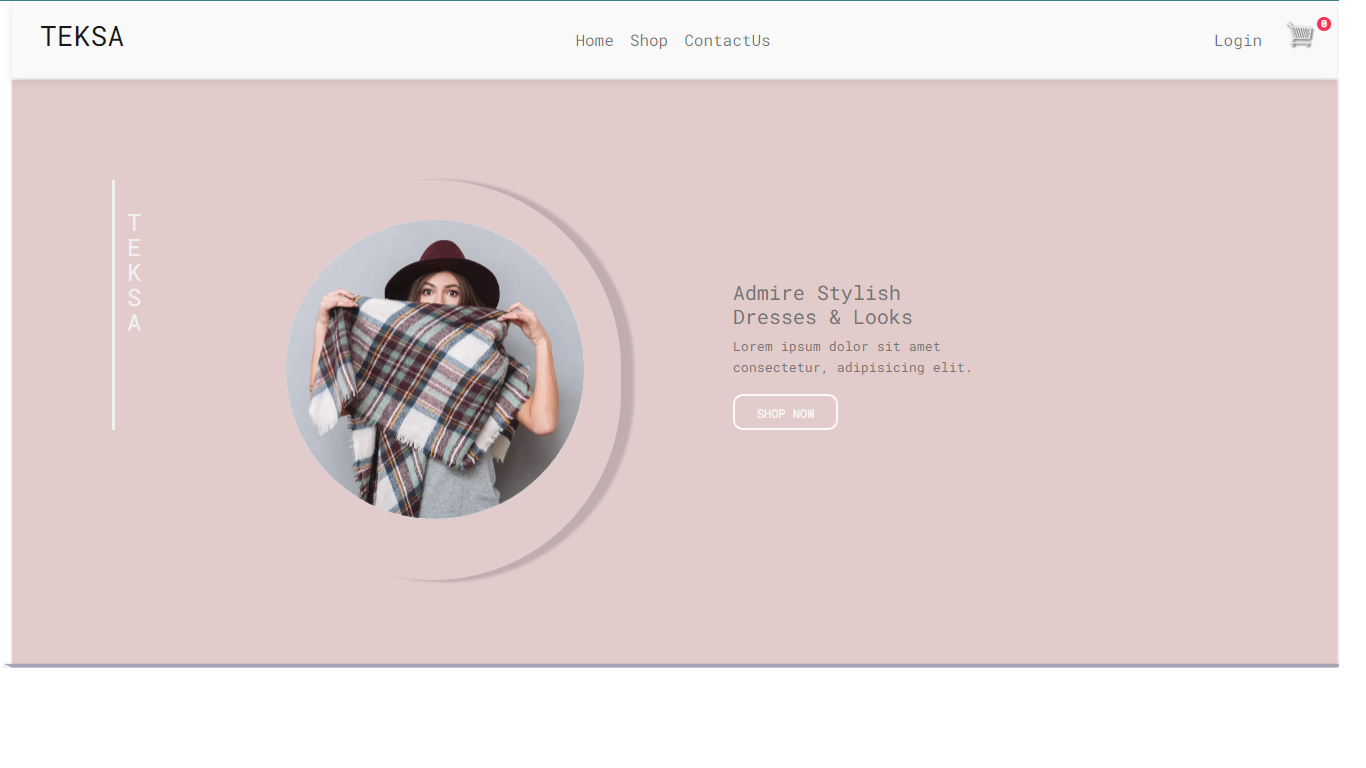 TEKSA
Home Shop ContactUs
Login
0
T
E
K
S
A
Admire Stylish
Dresses & Looks
Lorem ipsum dolor sit amet
consectetur, adipisicing elit.
SHOP NOW